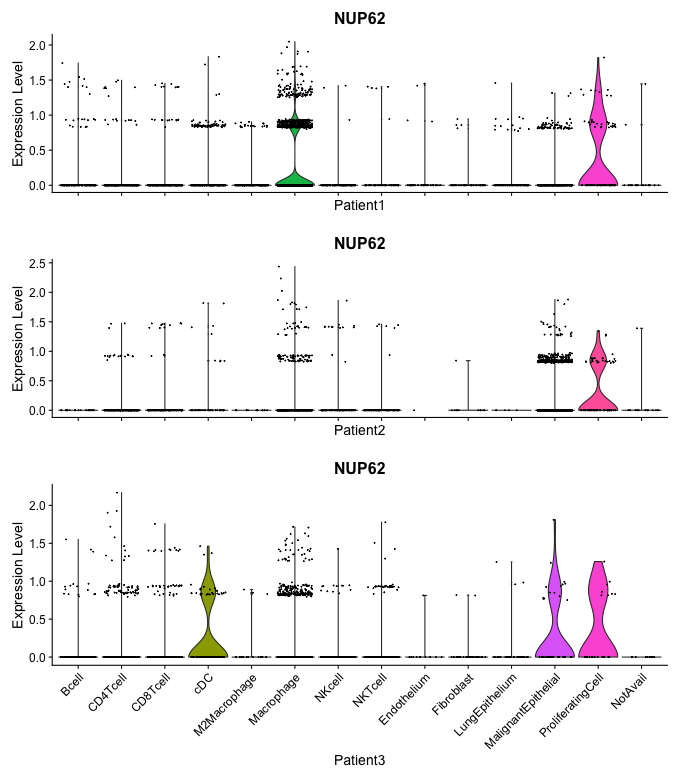 NUP62
Expression Level
2.0
1.5
1.0
0.5
0.0
Patient1
NUP62
Expression Level
2.5
2.0
1.5
1.0
0.5
0.0
Patient2
NUP62
Expression Level
2.0
1.5
1.0
0.5
0.0
Bcell
CD4Tcell
CD8Tcell
cDC
M2Macrophage
Macrophage
NKcell
NKTcell
Endothelium
Fibroblast
LungEpithelium
MalignantEpithelial
ProliferatingCell
NotAvail
Patient3